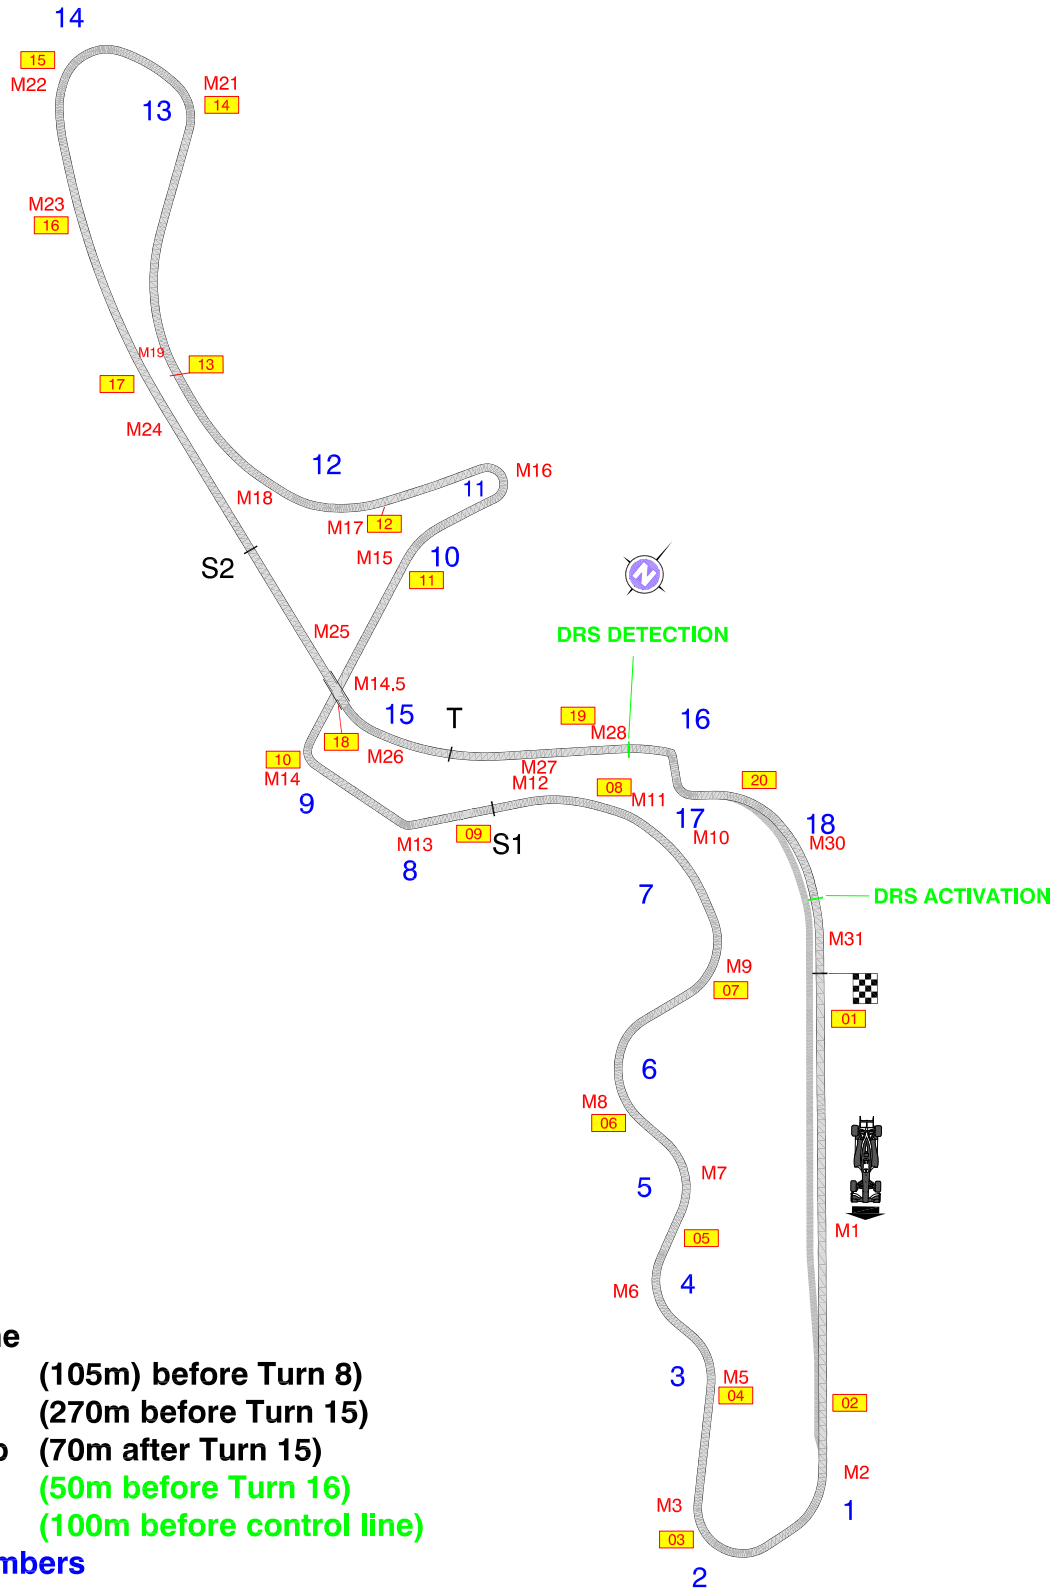 14
15
M22
M21
14
13
M23
16
M19
13
17
M24
12
M16
11
M18
M17
12
M15
10
11
S2
N
M25
DRS DETECTION
M14.5
15
T
19
16
M28
18
M26
10
M14
M27
M12
08
M11
20
9
17
18
M10
M30
09
S1
M13
8
7
DRS ACTIVATION
M31
M9
07
01
6
M8
06
M7
5
M1
05
4
M6
3
M5
04
02
(105m) before Turn 8)
(270m before Turn 15)
(70m after Turn 15)
(50m before Turn 16)
(100m before control line)
M2
M3
1
03
2